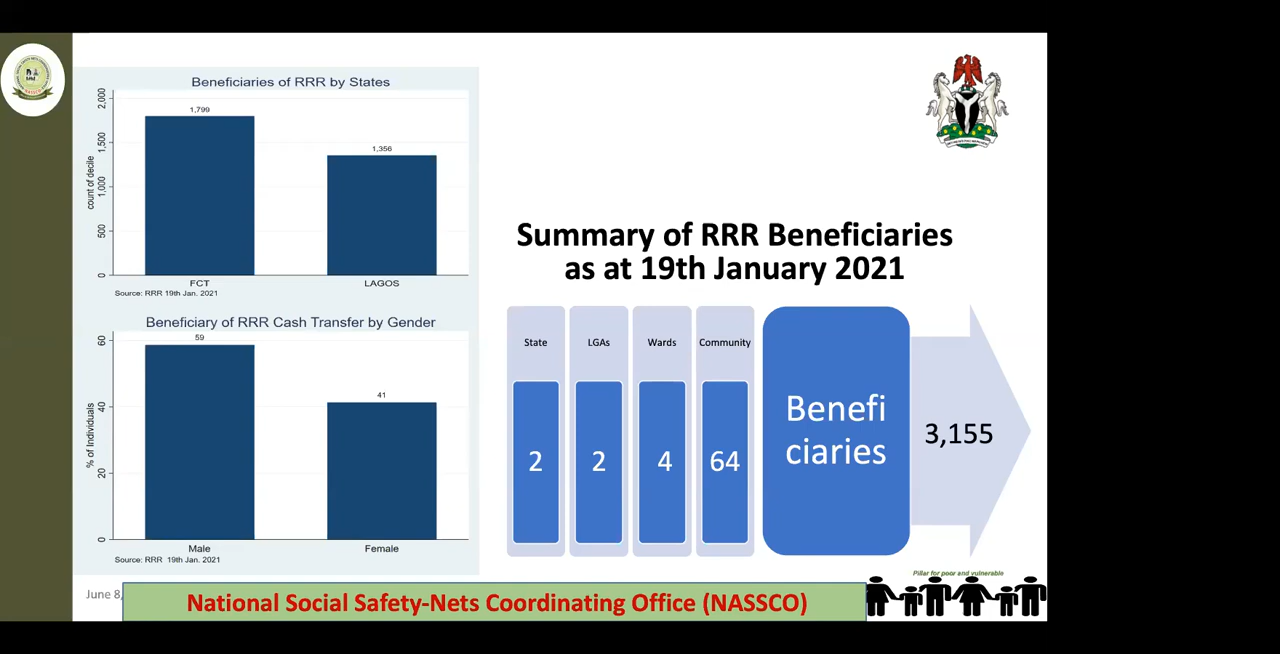 Beneficiaries of RRR by States
count of decile
2,000
1,500
1,000
500
0
1,799
1,356
FCT
LAGOS
Source: RRR 19th Jan. 2021
Beneficiary of RRR Cash Transfer by Gender
% of Individuals
60
40
20
0
59
41
Male
Female
Source: RRR 19th Jan. 2021
Summary of RRR Beneficiaries
as at 19th January 2021
State
LGAs
Wards
Community
2
2
4
64
Benefi
ciaries
3,155
Pillar for poor and vulnerable
June 8,
National Social Safety-Nets Coordinating Office (NASSCO)